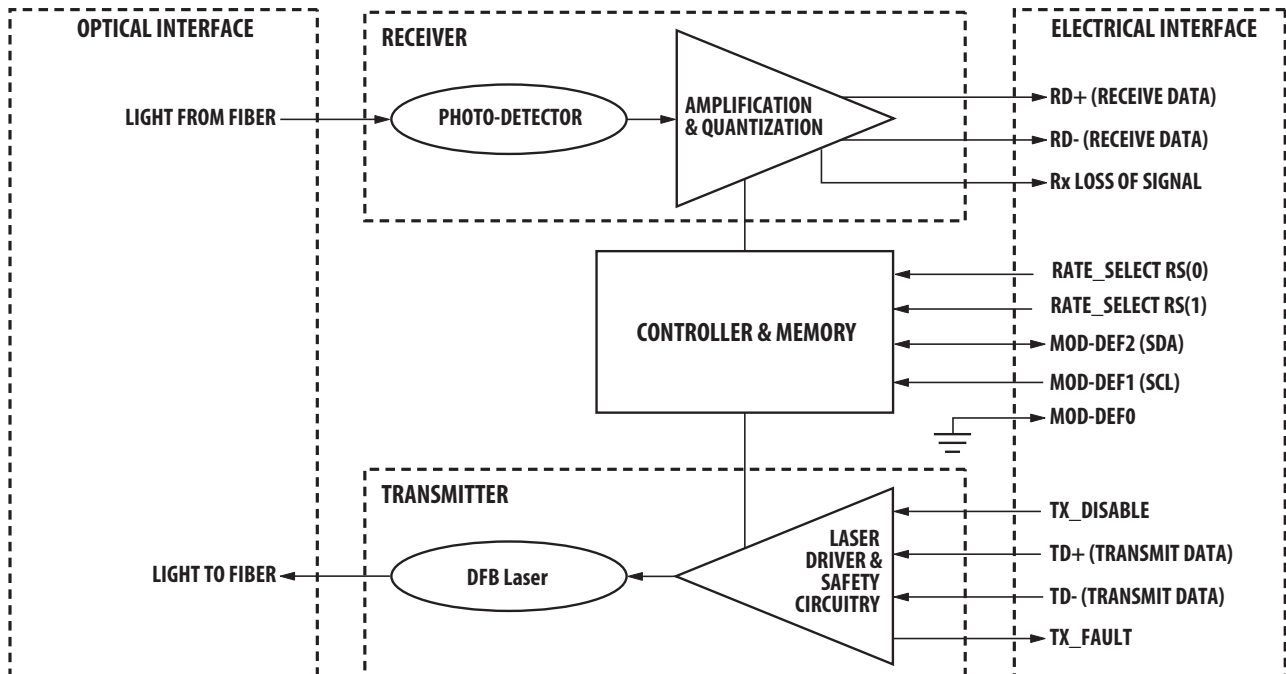 OPTICAL INTERFACE
RECEIVER
ELECTRICAL INTERFACE
LIGHT FROM FIBER
PHOTO-DETECTOR
AMPLIFICATION
& QUANTIZATION
RD+ (RECEIVE DATA)
RD- (RECEIVE DATA)
Rx LOSS OF SIGNAL
CONTROLLER & MEMORY
RATE_SELECT RS(0)
RATE_SELECT RS(1)
MOD-DEF2 (SDA)
MOD-DEF1 (SCL)
MOD-DEF0
TRANSMITTER
LIGHT TO FIBER
DFB Laser
LASER
DRIVER &
SAFETY
CIRCUITRY
TX_DISABLE
TD+ (TRANSMIT DATA)
TD- (TRANSMIT DATA)
TX_FAULT